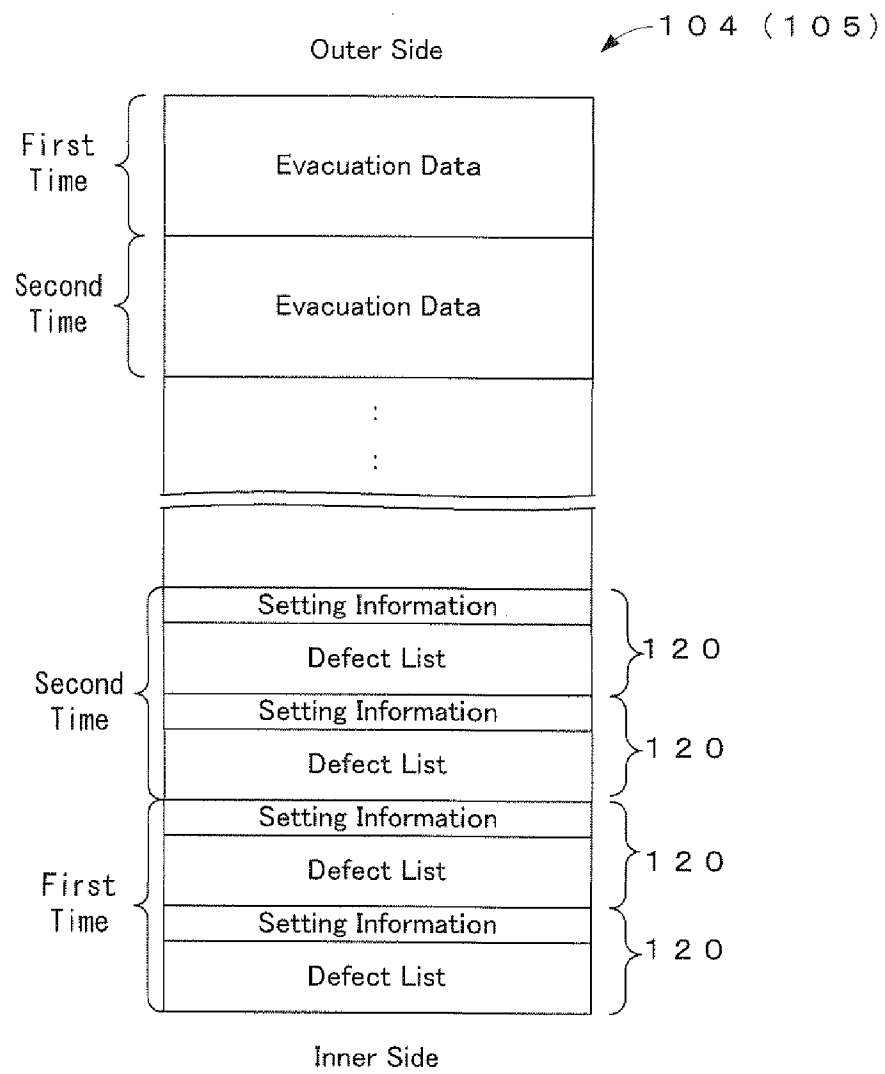 104 (105)
Outer Side
First
Time
Evacuation Data
Second
Time
Evacuation Data
:
:
Second
Time
Setting Information
Defect List
120
Setting Information
Defect List
120
First
Time
Setting Information
Defect List
120
Setting Information
Defect List
120
Inner Side